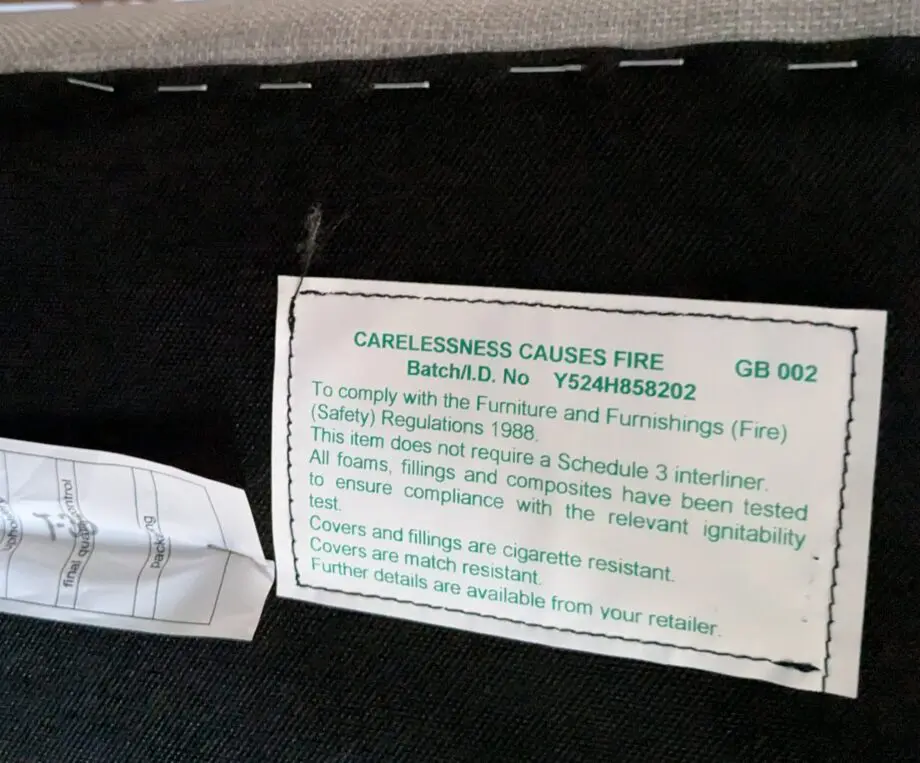 CARELESSNESS CAUSES FIRE GB 002
Batch/I.D. No Y524H858202
To comply with the Furniture and Furnishings (Fire)
(Safety) Regulations 1988.
This item does not require a Schedule 3 interliner.
All foams, fillings and composites have been tested
to ensure compliance with the relevant ignitability
test.
Covers and fillings are cigarette resistant.
Covers are match resistant.
Further details are available from your retailer.
final control
packing